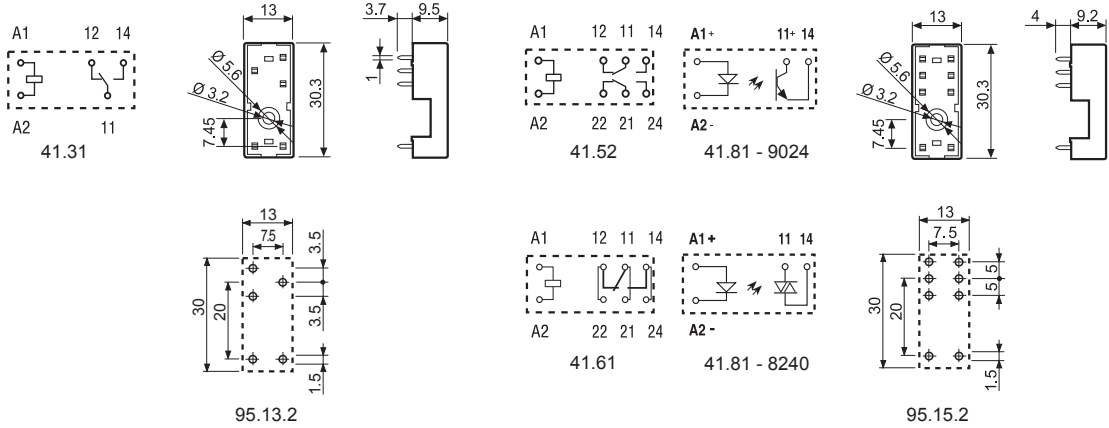 A1 12 14
A2 11
41.31
13
Ø 5.6
Ø 3.2
7.45
30.3
3.7 9.5
1
A1 12 11 14
A2 22 21 24
41.52
A1+ 11+ 14
A2-
41.81 - 9024
13
Ø 5.6
Ø 3.2
7.45
30.3
4 9.2
13
7.5
3.5
30
20
3.5
1.5
95.13.2
A1 12 11 14
A2 22 21 24
41.61
A1 + 11 14
A2 -
41.81 - 8240
13
7.5
5
5
30
20
1.5
95.15.2